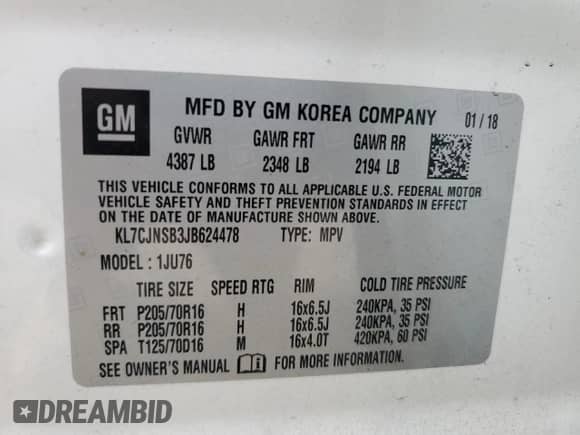 GM
MFD BY GM KOREA COMPANY 01 / 18
GVWR GAWR FRT GAWR RR
4387 LB 2348 LB 2194 LB
THIS VEHICLE CONFORMS TO ALL APPLICABLE U.S. FEDERAL MOTOR
VEHICLE SAFETY AND THEFT PREVENTION STANDARDS IN EFFECT
ON THE DATE OF MANUFACTURE SHOWN ABOVE.
KL7CJNSB3JB624478 TYPE: MPV
MODEL : 1JU76
TIRE SIZE SPEED RTG RIM COLD TIRE PRESSURE
FRT P205/70R16 H 16x6.5J 240KPA, 35 PSI
RR P205/70R16 H 16x6.5J 240KPA, 35 PSI
SPA T125/70D16 M 16x4.0T 420KPA, 60 PSI
SEE OWNER'S MANUAL i FOR MORE INFORMATION.
DREAMBID